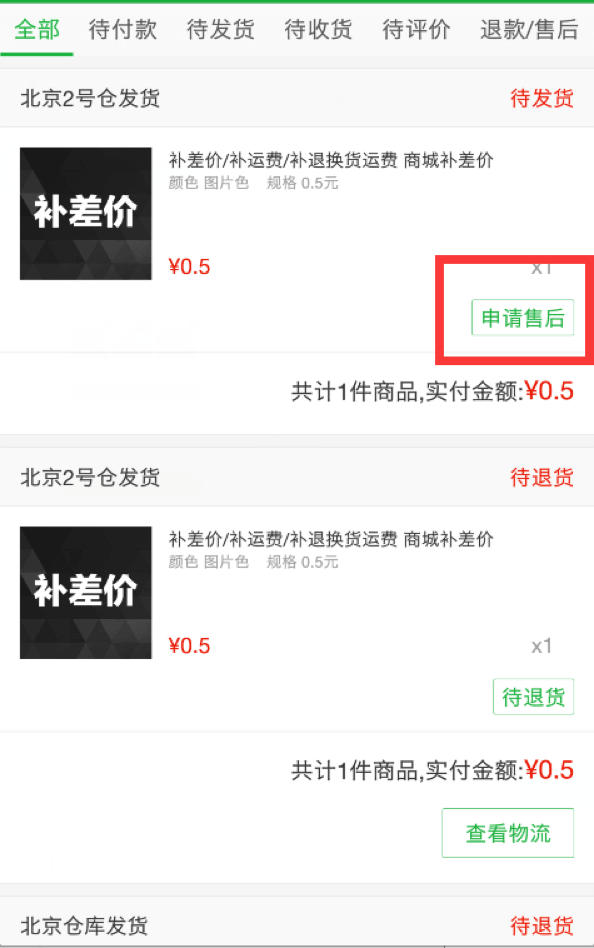 全部 待付款 待发货 待收货 待评价 退款/售后
北京2号仓发货 待发货
补差价
补差价/补运费/补退换货运费 商城补差价
颜色 图片色 规格 0.5元
¥0.5 x1
申请售后
共计1件商品,实付金额:¥0.5
北京2号仓发货 待退货
补差价
补差价/补运费/补退换货运费 商城补差价
颜色 图片色 规格 0.5元
¥0.5 x1
待退货
共计1件商品,实付金额:¥0.5
查看物流
北京仓库发货 待退货